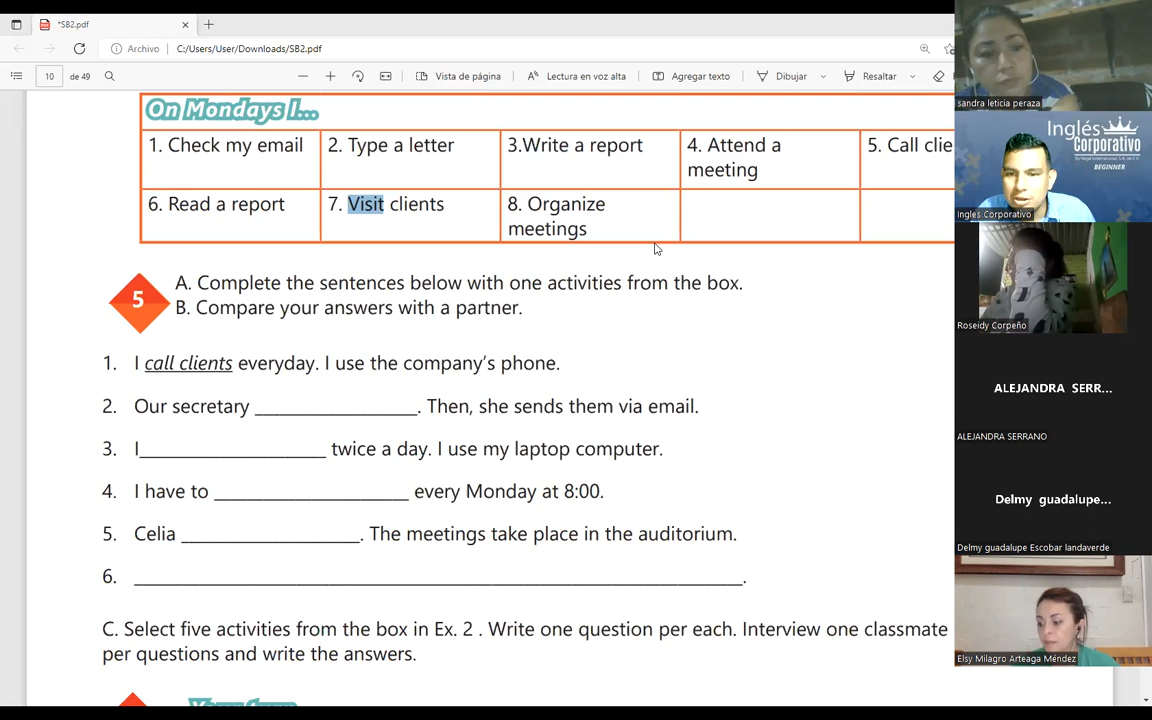 *SB2.pdf
Archivo C:/Users/User/Downloads/SB2.pdf
10 de 49 Vista de página Lectura en voz alta Agregar texto Dibujar Resaltar
On Mondays I...
1. Check my email 2. Type a letter 3.Write a report 4. Attend a meeting 5. Call clie
6. Read a report 7. Visit clients 8. Organize meetings
5
A. Complete the sentences below with one activities from the box.
B. Compare your answers with a partner.
1. I call clients everyday. I use the company's phone.
2. Our secretary ________________. Then, she sends them via email.
3. I__________________ twice a day. I use my laptop computer.
4. I have to ___________________ every Monday at 8:00.
5. Celia _________________. The meetings take place in the auditorium.
6. ____________________________________________________________.
C. Select five activities from the box in Ex. 2 . Write one question per each. Interview one classmate
per questions and write the answers.
sandra leticia peraza
Inglés
Corporativo
BEGINNER
Ingles Corporativo
Roseidy Corpeño
ALEJANDRA SERR...
ALEJANDRA SERRANO
Delmy guadalupe...
Delmy guadalupe Escobar landaverde
Elsy Milagro Arteaga Méndez